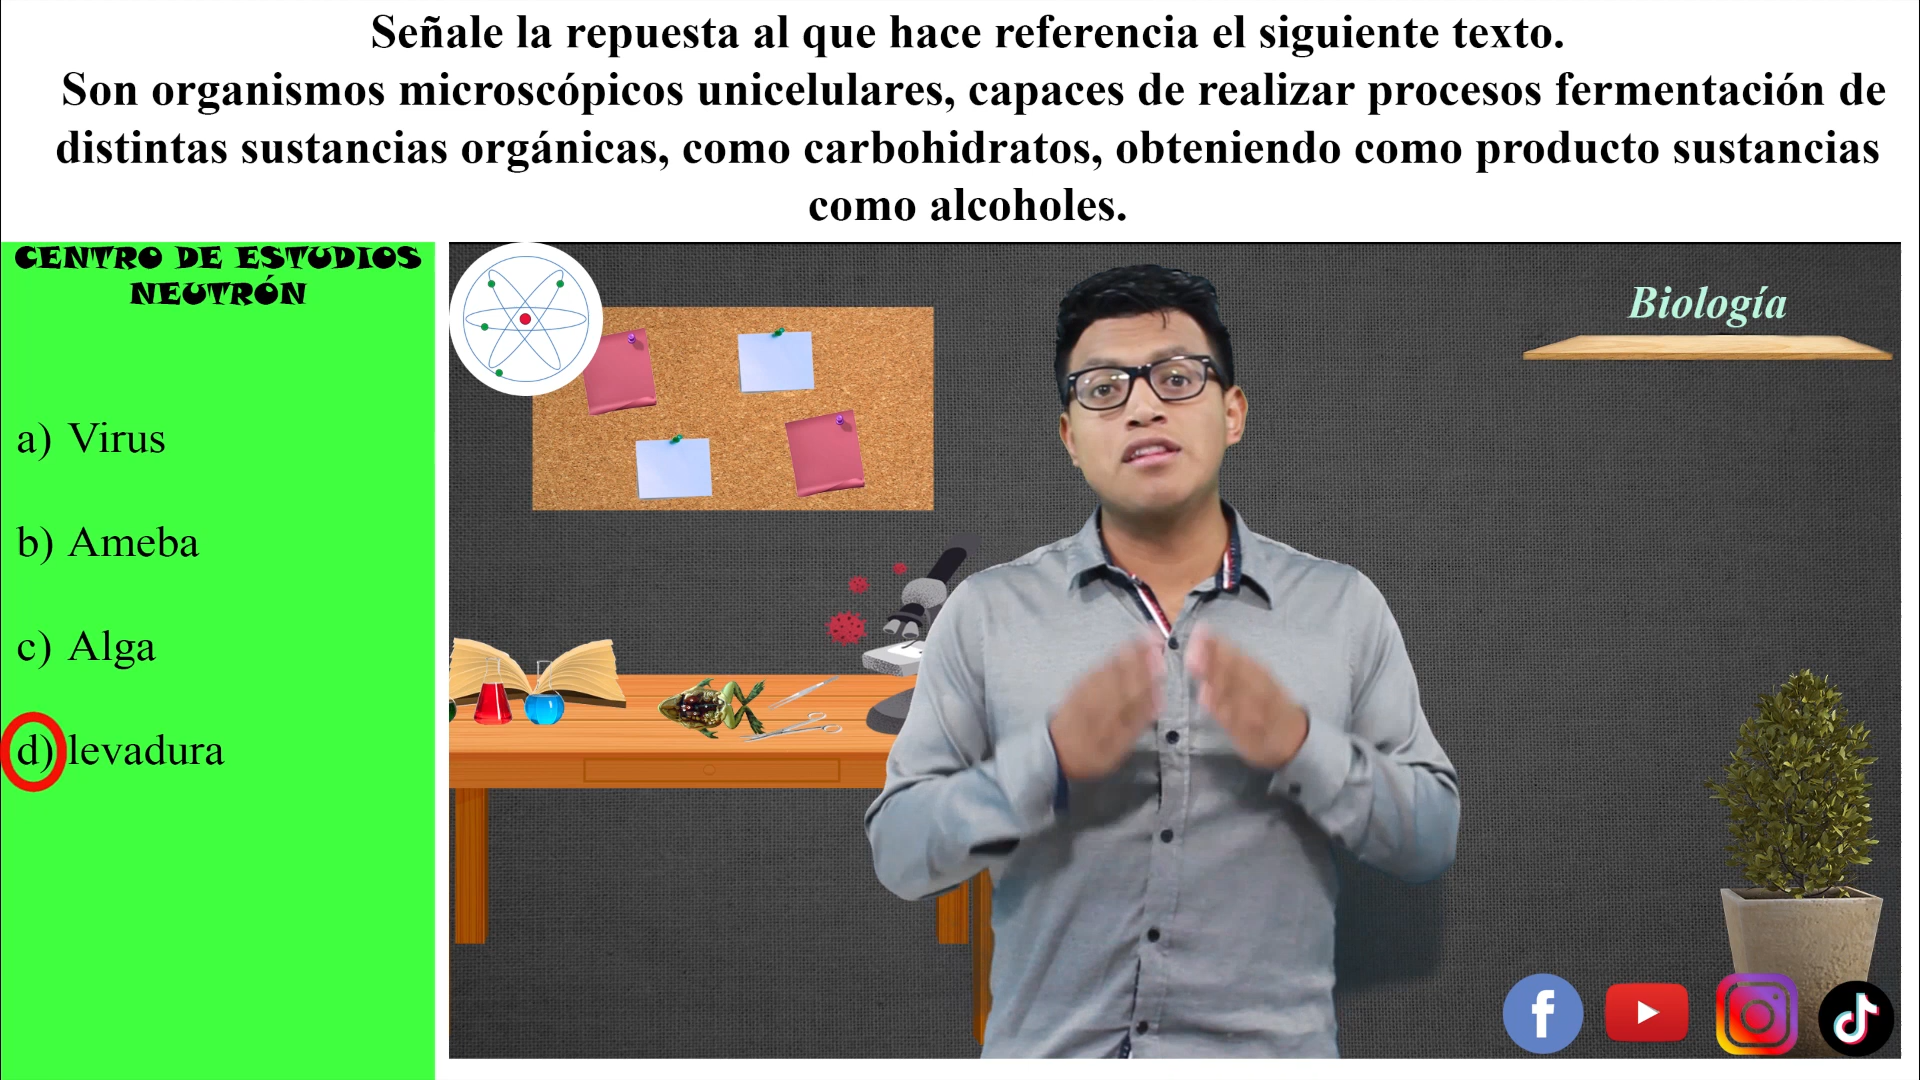 Señale la repuesta al que hace referencia el siguiente texto.
Son organismos microscópicos unicelulares, capaces de realizar procesos fermentación de
distintas sustancias orgánicas, como carbohidratos, obteniendo como producto sustancias
como alcoholes.
CENTRO DE ESTUDIOS
NEUTRÓN
Biología
a) Virus
b) Ameba
c) Alga
d) levadura